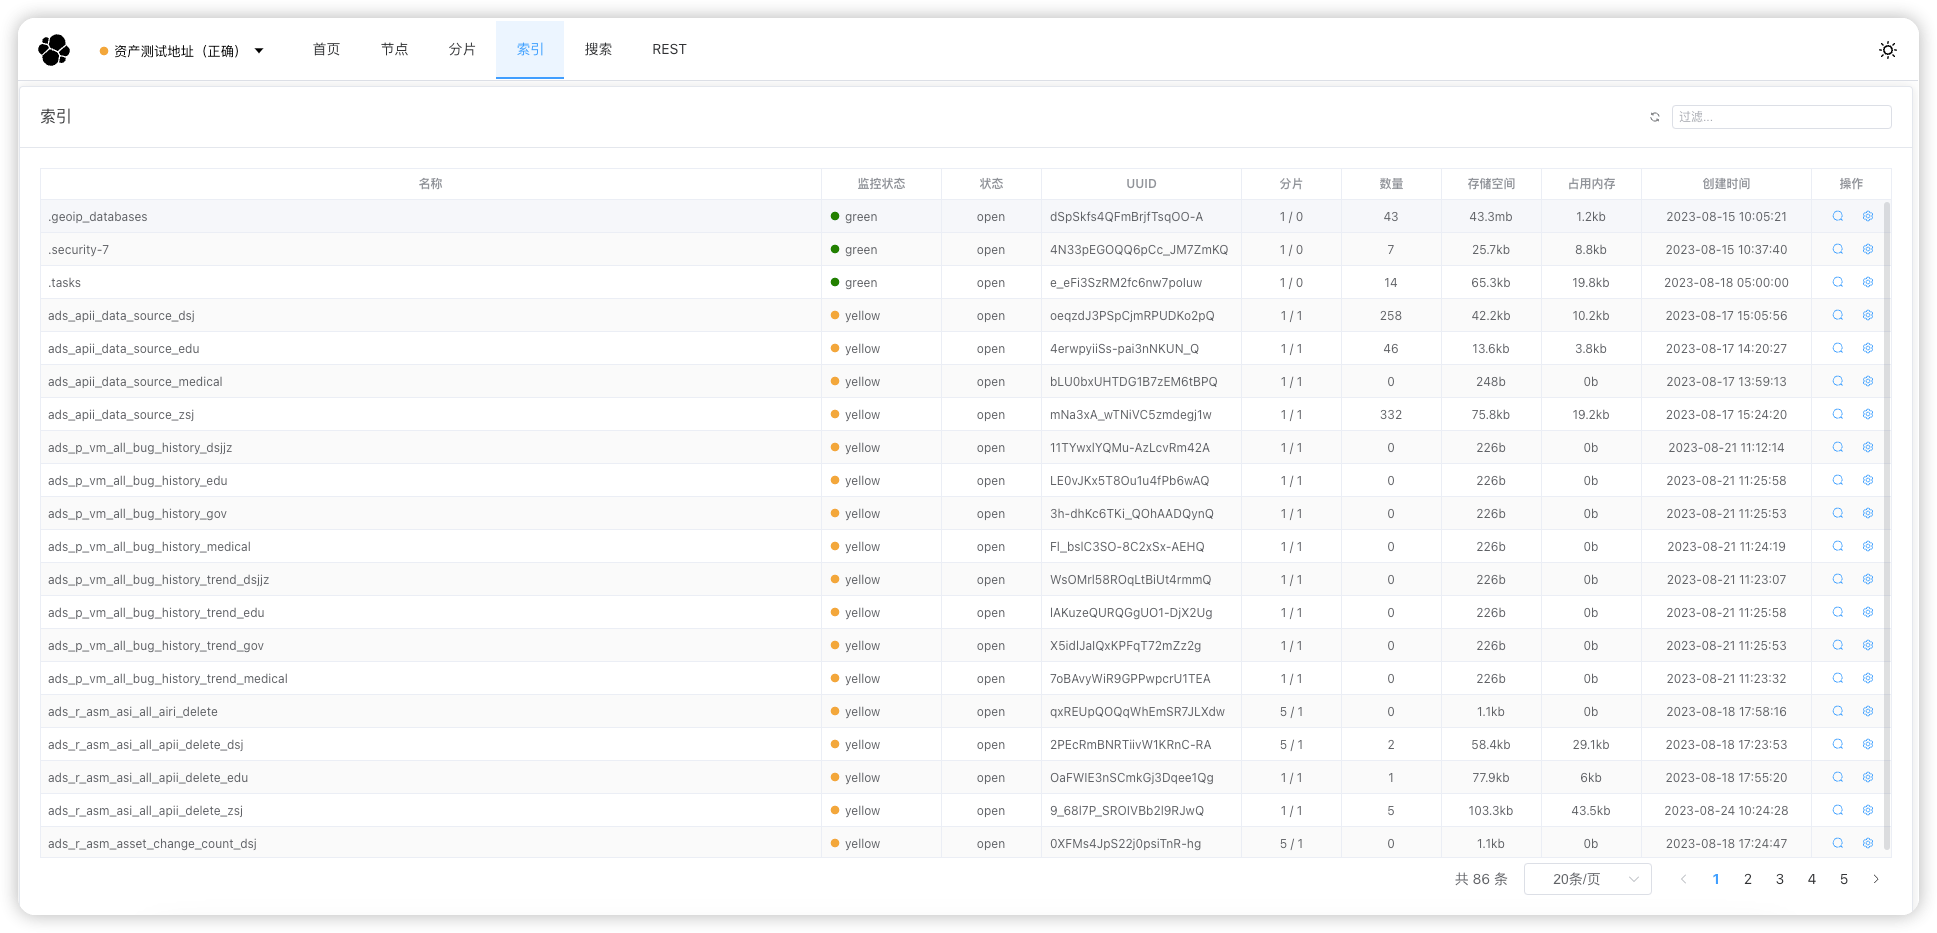 资产测试地址（正确） 首页 节点 分片 索引 搜索 REST
索引 过滤...
名称 监控状态 状态 UUID 分片 数量 存储空间 占用内存 创建时间 操作
.geoip_databases green open dSpSkfs4QFmBrjfTsqOO-A 1 / 0 43 43.3mb 1.2kb 2023-08-15 10:05:21
.security-7 green open 4N33pEGOQQ6pCc_JM7ZmKQ 1 / 0 7 25.7kb 8.8kb 2023-08-15 10:37:40
.tasks green open e_eFi3SzRM2fc6nw7poluw 1 / 0 14 65.3kb 19.8kb 2023-08-18 05:00:00
ads_apii_data_source_dsj yellow open oeqzdJ3PSpCjmRPUDKo2pQ 1 / 1 258 42.2kb 10.2kb 2023-08-17 15:05:56
ads_apii_data_source_edu yellow open 4erwpyiiSs-pai3nNKUN_Q 1 / 1 46 13.6kb 3.8kb 2023-08-17 14:20:27
ads_apii_data_source_medical yellow open bLU0bxUHTDG1B7zEM6tBPQ 1 / 1 0 248b 0b 2023-08-17 13:59:13
ads_apii_data_source_zsj yellow open mNa3xA_wTNiVC5zmdegj1w 1 / 1 332 75.8kb 19.2kb 2023-08-17 15:24:20
ads_p_vm_all_bug_history_dsjjz yellow open 11TYwxIYQMu-AzLcvRm42A 1 / 1 0 226b 0b 2023-08-21 11:12:14
ads_p_vm_all_bug_history_edu yellow open LE0vJKx5T8Ou1u4fPb6wAQ 1 / 1 0 226b 0b 2023-08-21 11:25:58
ads_p_vm_all_bug_history_gov yellow open 3h-dhKc6TKi_QOhAADQynQ 1 / 1 0 226b 0b 2023-08-21 11:25:53
ads_p_vm_all_bug_history_medical yellow open Fl_bslC3SO-8C2xSx-AEHQ 1 / 1 0 226b 0b 2023-08-21 11:24:19
ads_p_vm_all_bug_history_trend_dsjjz yellow open WsOMrl58ROqLtBiUt4rmmQ 1 / 1 0 226b 0b 2023-08-21 11:23:07
ads_p_vm_all_bug_history_trend_edu yellow open lAKuzeQURQGgUO1-DjX2Ug 1 / 1 0 226b 0b 2023-08-21 11:25:58
ads_p_vm_all_bug_history_trend_gov yellow open X5idlJaIQxKPFqT72mZz2g 1 / 1 0 226b 0b 2023-08-21 11:25:53
ads_p_vm_all_bug_history_trend_medical yellow open 7oBAvyWiR9GPPwpcrU1TEA 1 / 1 0 226b 0b 2023-08-21 11:23:32
ads_r_asm_asi_all_airi_delete yellow open qxREUpQOQqWhEmSR7JLXdw 5 / 1 0 1.1kb 0b 2023-08-18 17:58:16
ads_r_asm_asi_all_apii_delete_dsj yellow open 2PEcRmBNRTiivW1KRnC-RA 5 / 1 2 58.4kb 29.1kb 2023-08-18 17:23:53
ads_r_asm_asi_all_apii_delete_edu yellow open OaFWIE3nSCmkGj3Dqee1Qg 1 / 1 1 77.9kb 6kb 2023-08-18 17:55:20
ads_r_asm_asi_all_apii_delete_zsj yellow open 9_68I7P_SROIVBb2I9RJwQ 1 / 1 5 103.3kb 43.5kb 2023-08-24 10:24:28
ads_r_asm_asset_change_count_dsj yellow open 0XFMs4JpS22j0psiTnR-hg 5 / 1 0 1.1kb 0b 2023-08-18 17:24:47
共 86 条 20条/页 1 2 3 4 5